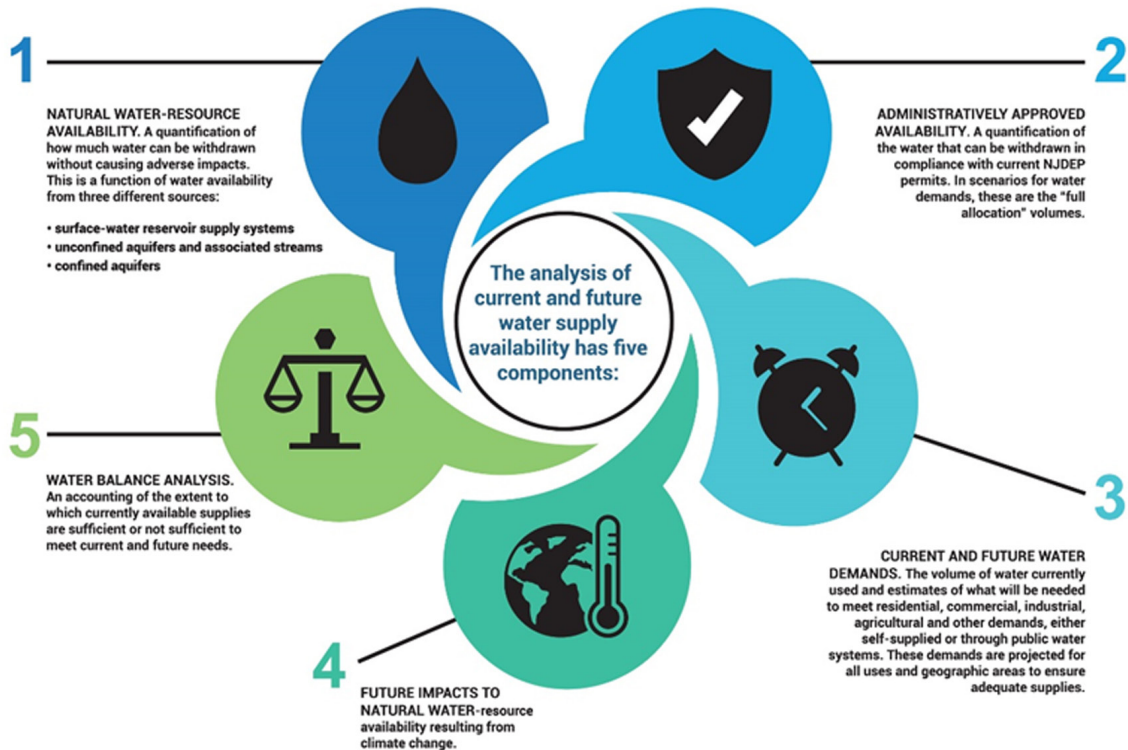 1
NATURAL WATER-RESOURCE
AVAILABILITY. A quantification of
how much water can be withdrawn
without causing adverse impacts.
This is a function of water availability
from three different sources:
• surface-water reservoir supply systems
• unconfined aquifers and associated streams
• confined aquifers
2
ADMINISTRATIVELY APPROVED
AVAILABILITY. A quantification of
the water that can be withdrawn in
compliance with current NJDEP
permits. In scenarios for water
demands, these are the "full
allocation" volumes.
The analysis of
current and future
water supply
availability has five
components:
3
CURRENT AND FUTURE WATER
DEMANDS. The volume of water currently
used and estimates of what will be needed
to meet residential, commercial, industrial,
agricultural and other demands, either
self-supplied or through public water
systems. These demands are projected for
all uses and geographic areas to ensure
adequate supplies.
4
FUTURE IMPACTS TO
NATURAL WATER-resource
availability resulting from
climate change.
5
WATER BALANCE ANALYSIS.
An accounting of the extent to
which currently available supplies
are sufficient or not sufficient to
meet current and future needs.